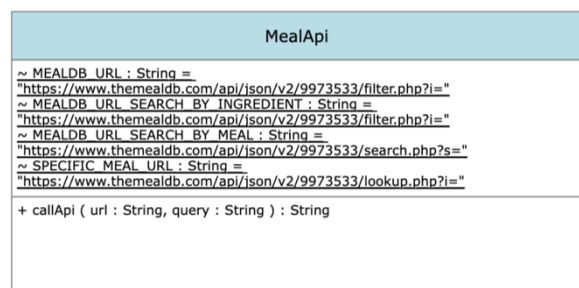 MealApi
~ MEALDB_URL : String =
"https://www.themealdb.com/api/json/v2/9973533/filter.php?i="
~ MEALDB_URL_SEARCH_BY_INGREDIENT : String =
"https://www.themealdb.com/api/json/v2/9973533/filter.php?i="
~ MEALDB_URL_SEARCH_BY_MEAL : String =
"https://www.themealdb.com/api/json/v2/9973533/search.php?s="
~ SPECIFIC_MEAL_URL : String =
"https://www.themealdb.com/api/json/v2/9973533/lookup.php?i="
+ callApi ( url : String, query : String ) : String